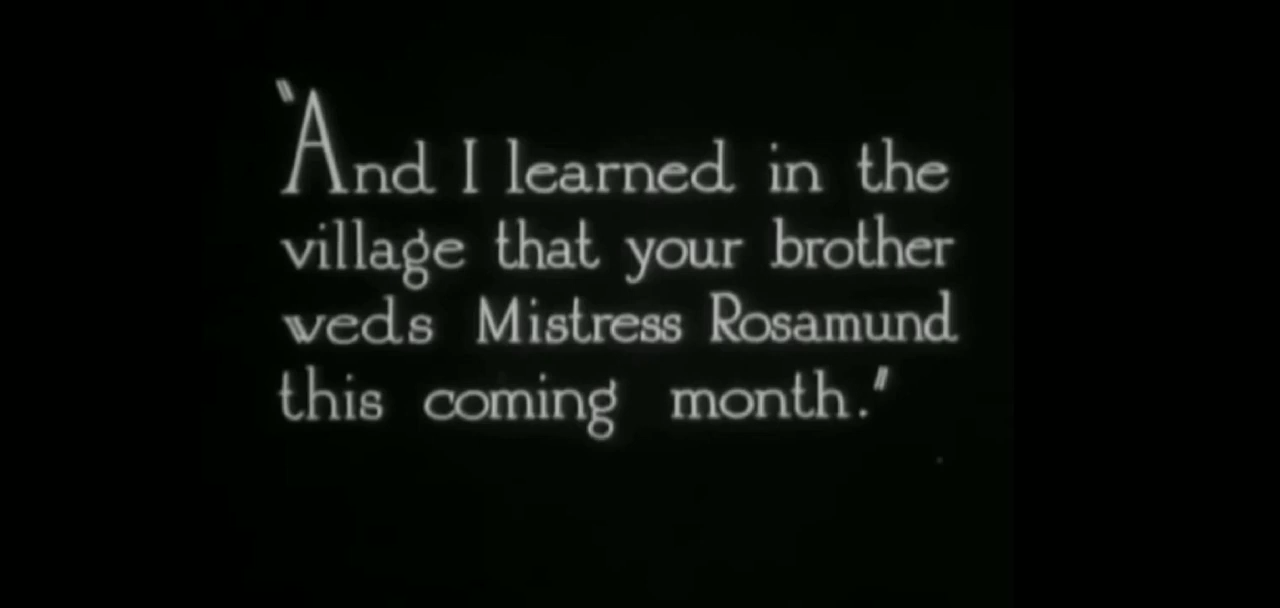 "And I learned in the
village that your brother
weds Mistress Rosamund
this coming month."